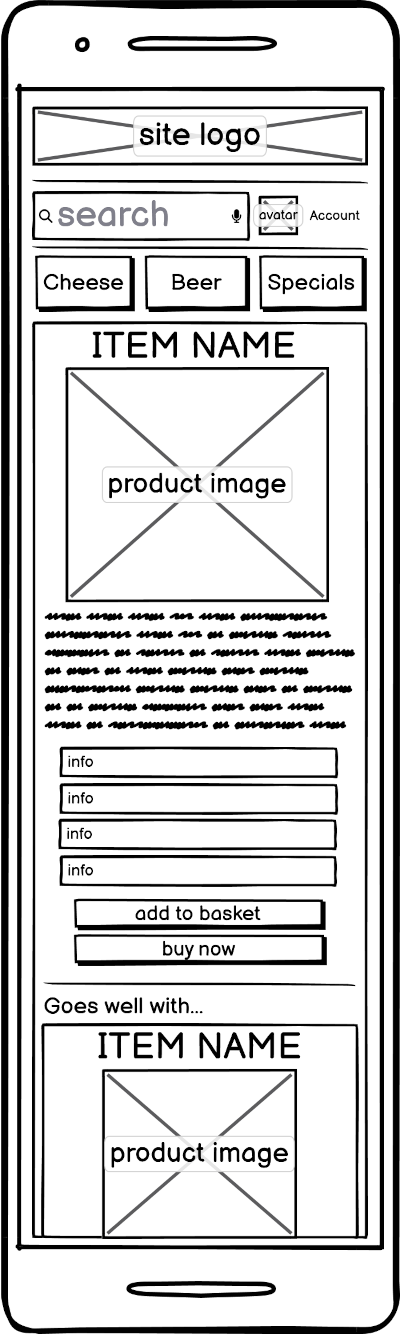 site logo
search
avatar
Account
Cheese
Beer
Specials
ITEM NAME
product image
info
info
info
info
add to basket
buy now
Goes well with...
ITEM NAME
product image